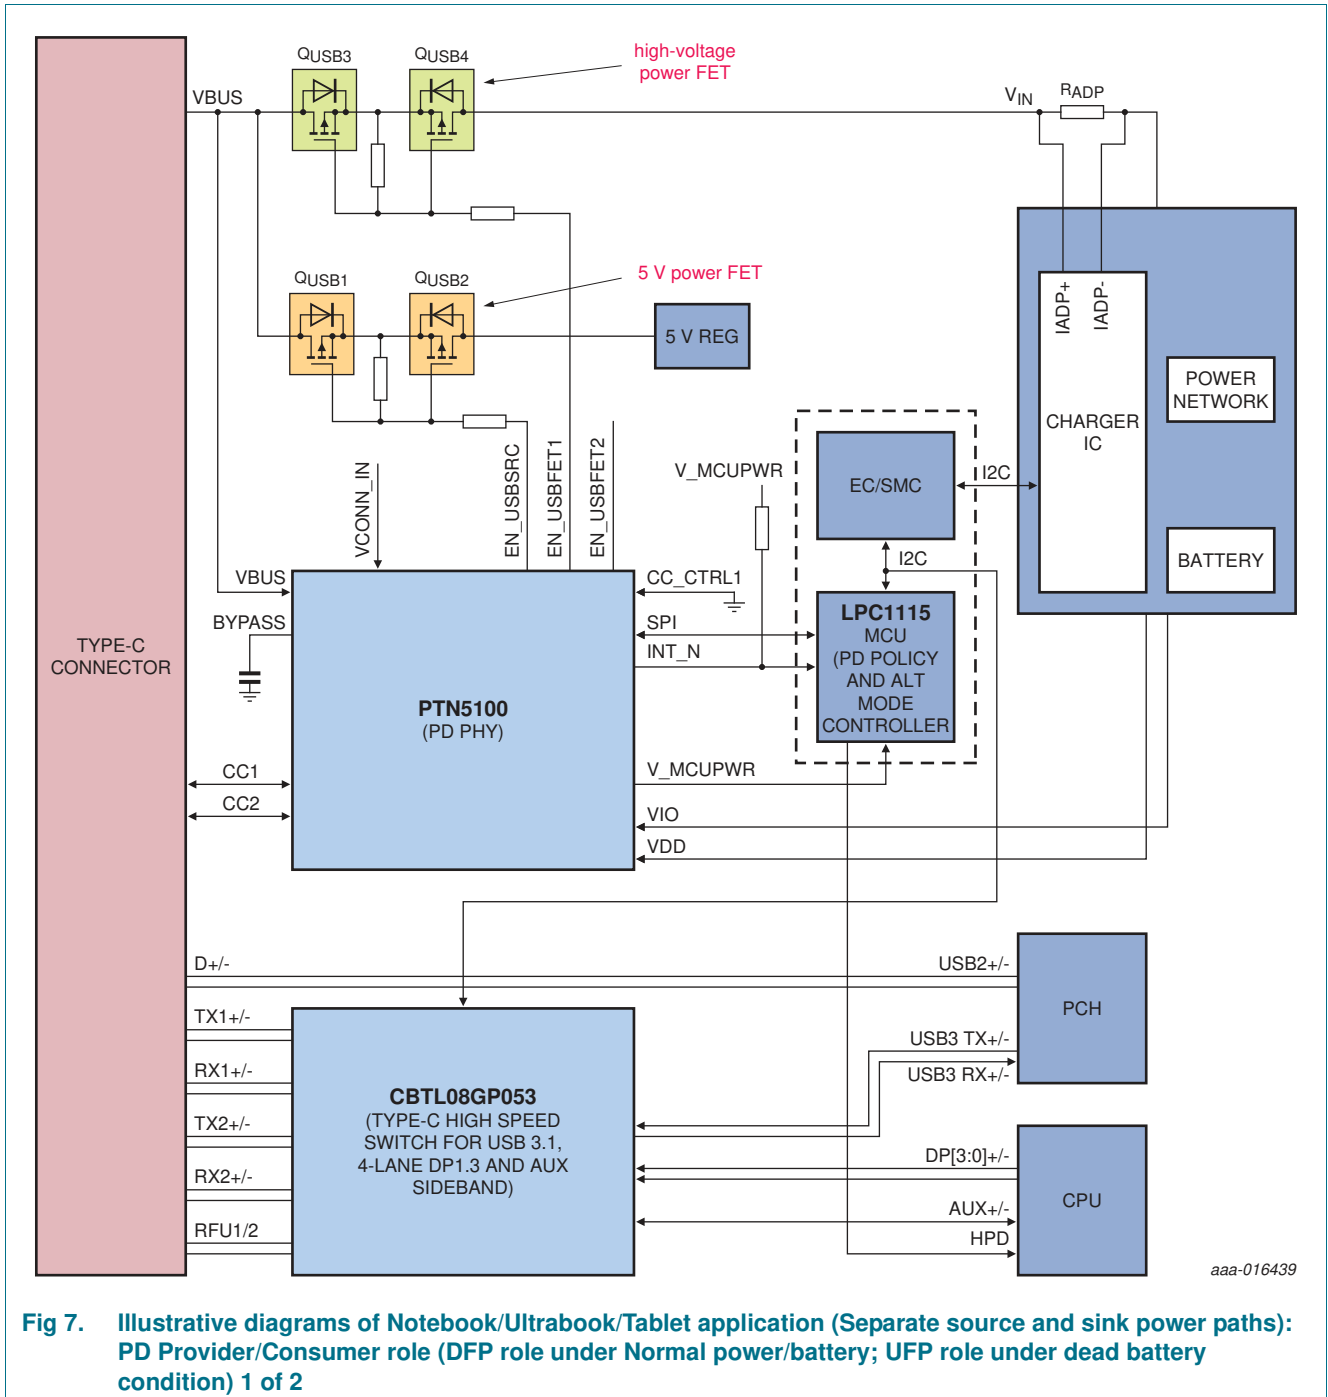 QUSB3
QUSB4
high-voltage
power FET
VBUS
VIN
RADP
QUSB1
QUSB2
5 V power FET
5 V REG
IADP+
IADP-
POWER
NETWORK
CHARGER
IC
BATTERY
VCONN_IN
EN_USBSRC
EN_USBFET1
EN_USBFET2
V_MCUPWR
EC/SMC
I2C
I2C
VBUS
BYPASS
CC_CTRL1
SPI
INT_N
LPC1115
MCU
(PD POLICY
AND ALT
MODE
CONTROLLER
TYPE-C
CONNECTOR
PTN5100
(PD PHY)
CC1
CC2
V_MCUPWR
VIO
VDD
D+/-
USB2+/-
PCH
TX1+/-
RX1+/-
TX2+/-
RX2+/-
RFU1/2
USB3 TX+/-
USB3 RX+/-
CBTL08GP053
(TYPE-C HIGH SPEED
SWITCH FOR USB 3.1,
4-LANE DP1.3 AND AUX
SIDEBAND)
DP[3:0]+/-
CPU
AUX+/-
HPD
aaa-016439
Fig 7. Illustrative diagrams of Notebook/Ultrabook/Tablet application (Separate source and sink power paths):
PD Provider/Consumer role (DFP role under Normal power/battery; UFP role under dead battery
condition) 1 of 2